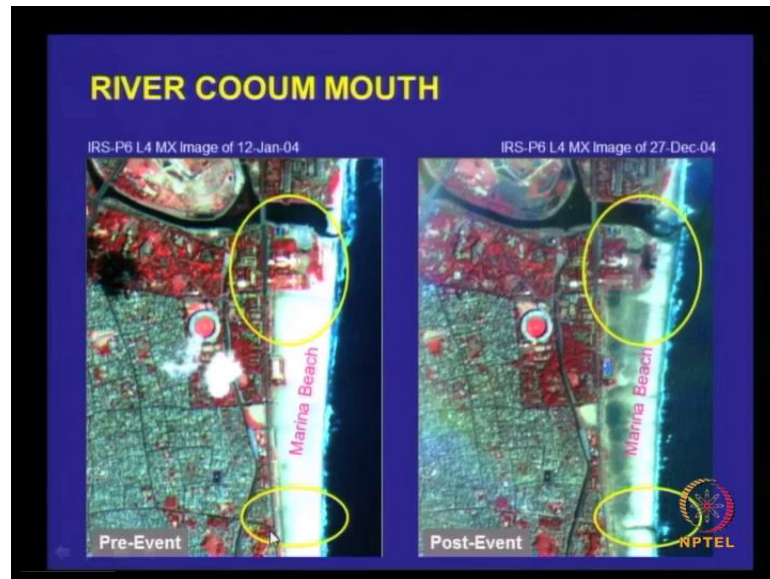 RIVER COOUM MOUTH
IRS-P6 L4 MX Image of 12-Jan-04
IRS-P6 L4 MX Image of 27-Dec-04
Marina Beach
Marina Beach
Pre-Event
Post-Event
NPTEL